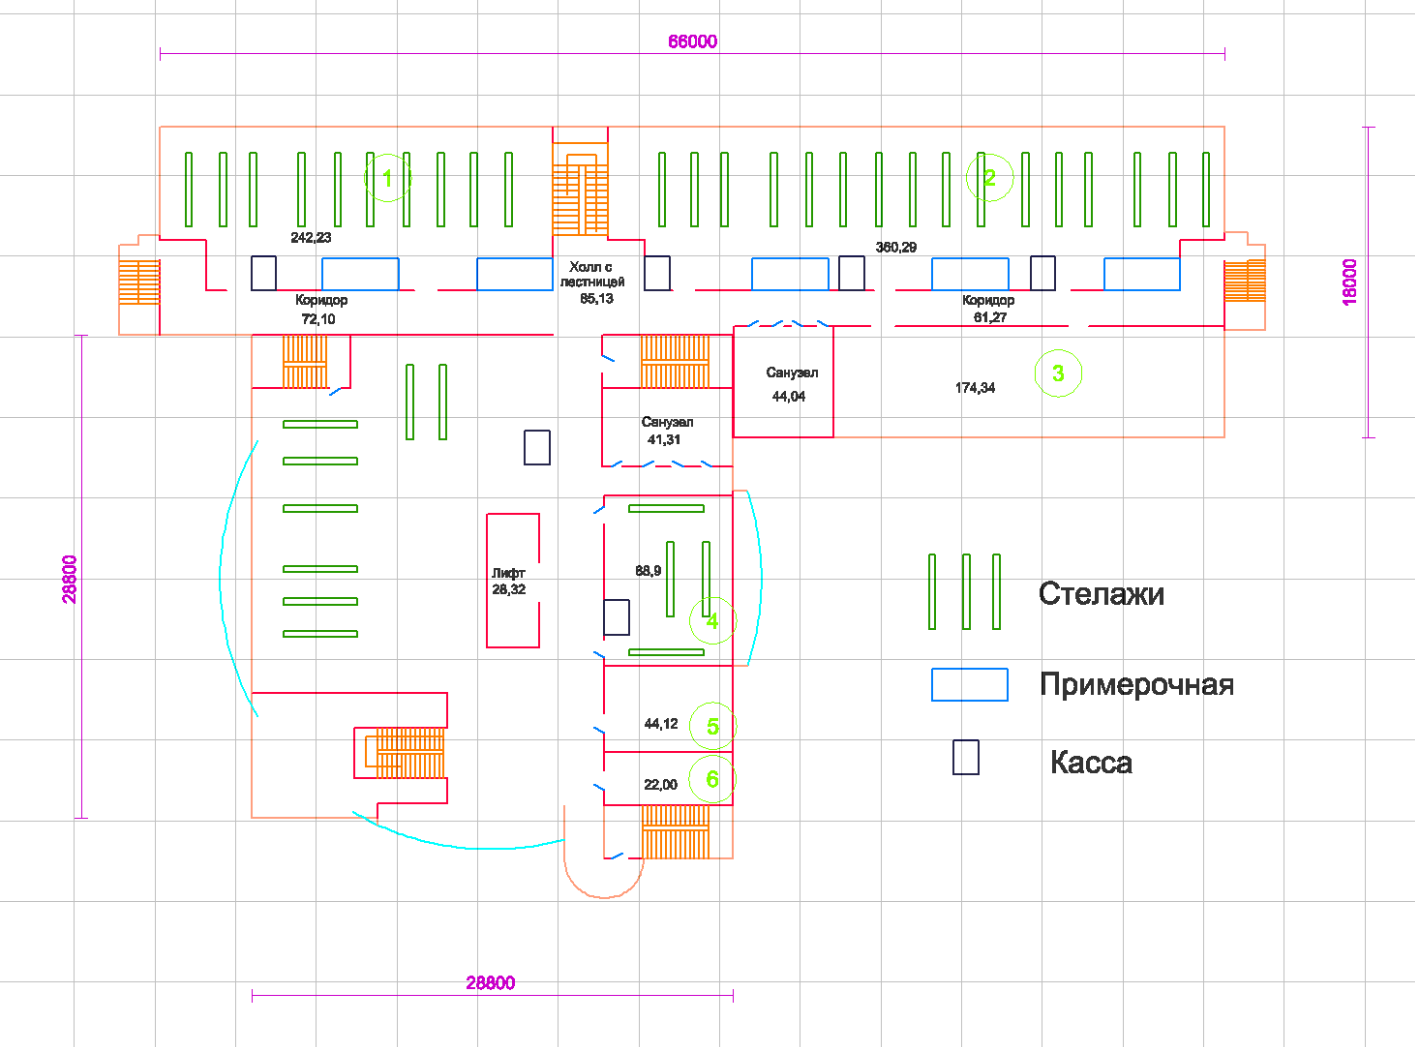 66000
1
2
242,23
360,29
Холл с
лестницей
85,13
Коридор
72,10
Коридор
61,27
18000
Санузел
44,04
174,34
3
Санузел
41,31
28800
Лифт
28,32
88,9
4
Стелажи
Примерочная
44,12
5
Касса
22,00
6
28800